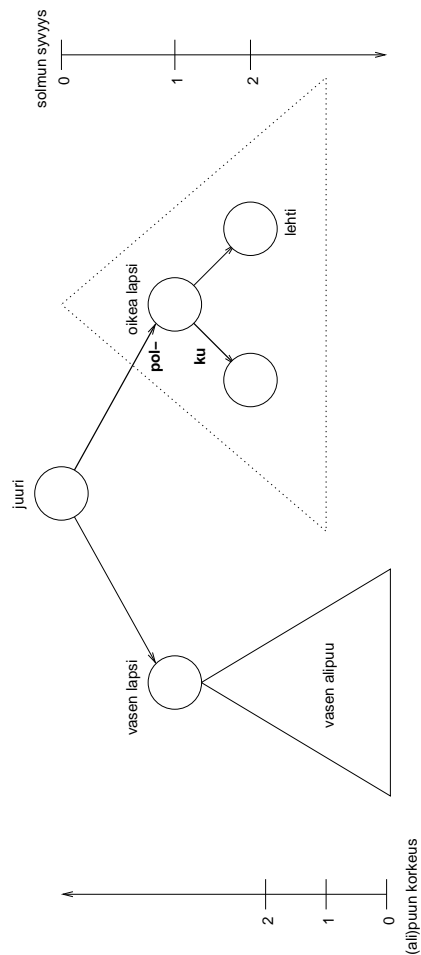 juuri
solmun syvyys
0
vasen lapsi
oikea lapsi
pol–
1
ku
2
2
lehti
1
vasen alipuu
0
(ali)puun korkeus